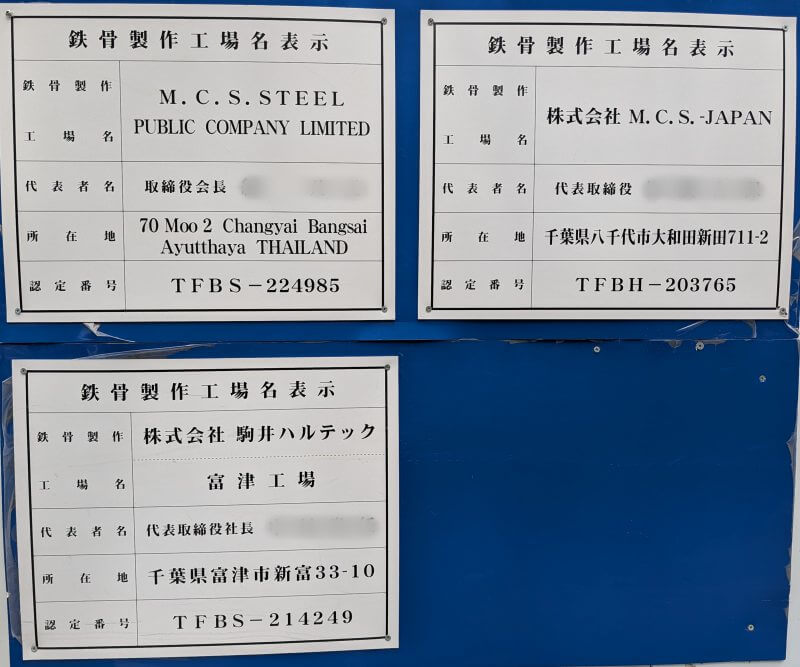 鉄骨製作工場名表示
鉄骨製作
工場名
M.C.S.STEEL
PUBLIC COMPANY LIMITED
代表者名 取締役会長
所在地
70 Moo 2 Changyai Bangsai
Ayutthaya THAILAND
認定番号 TFBS-224985
鉄骨製作工場名表示
鉄骨製作
工場名
株式会社 M.C.S.-JAPAN
代表者名 代表取締役
所在地 千葉県八千代市大和田新田711-2
認定番号 TFBH-203765
鉄骨製作工場名表示
鉄骨製作 株式会社 駒井ハルテック
工場名 富津工場
代表者名 代表取締役社長
所在地 千葉県富津市新富33-10
認定番号 TFBS-214249